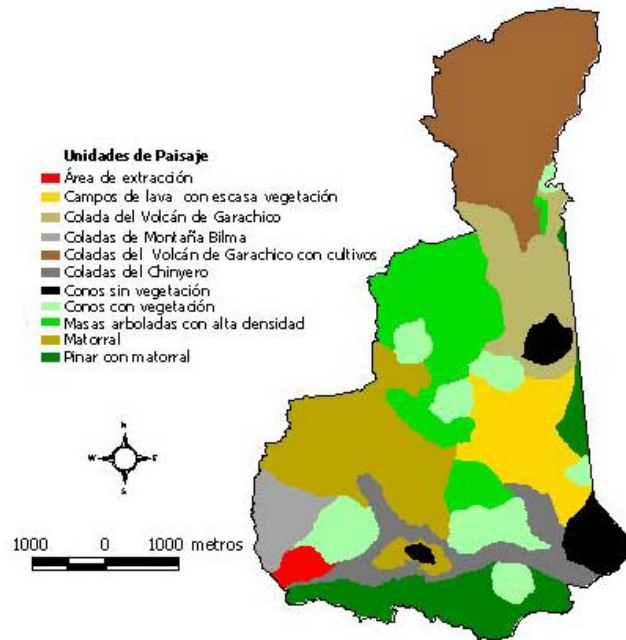 Unidades de Paisaje
Área de extracción
Campos de lava con escasa vegetación
Colada del Volcán de Garachico
Coladas de Montaña Bilma
Coladas del Volcán de Garachico con cultivos
Coladas del Chinyero
Conos sin vegetación
Conos con vegetación
Masas arboladas con alta densidad
Matorral
Pinar con matorral
N
W E
S
1000 0 1000 metros